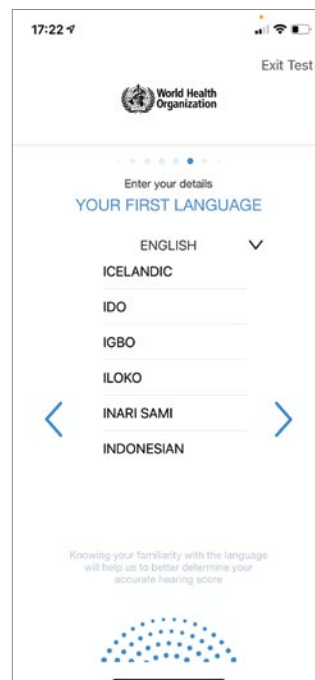 17:22
Exit Test
World Health
Organization
Enter your details
YOUR FIRST LANGUAGE
ENGLISH
ICELANDIC
IDO
IGBO
ILOKO
INARI SAMI
INDONESIAN
Knowing your familiarity with the language
will help us to better determine your
accurate hearing score